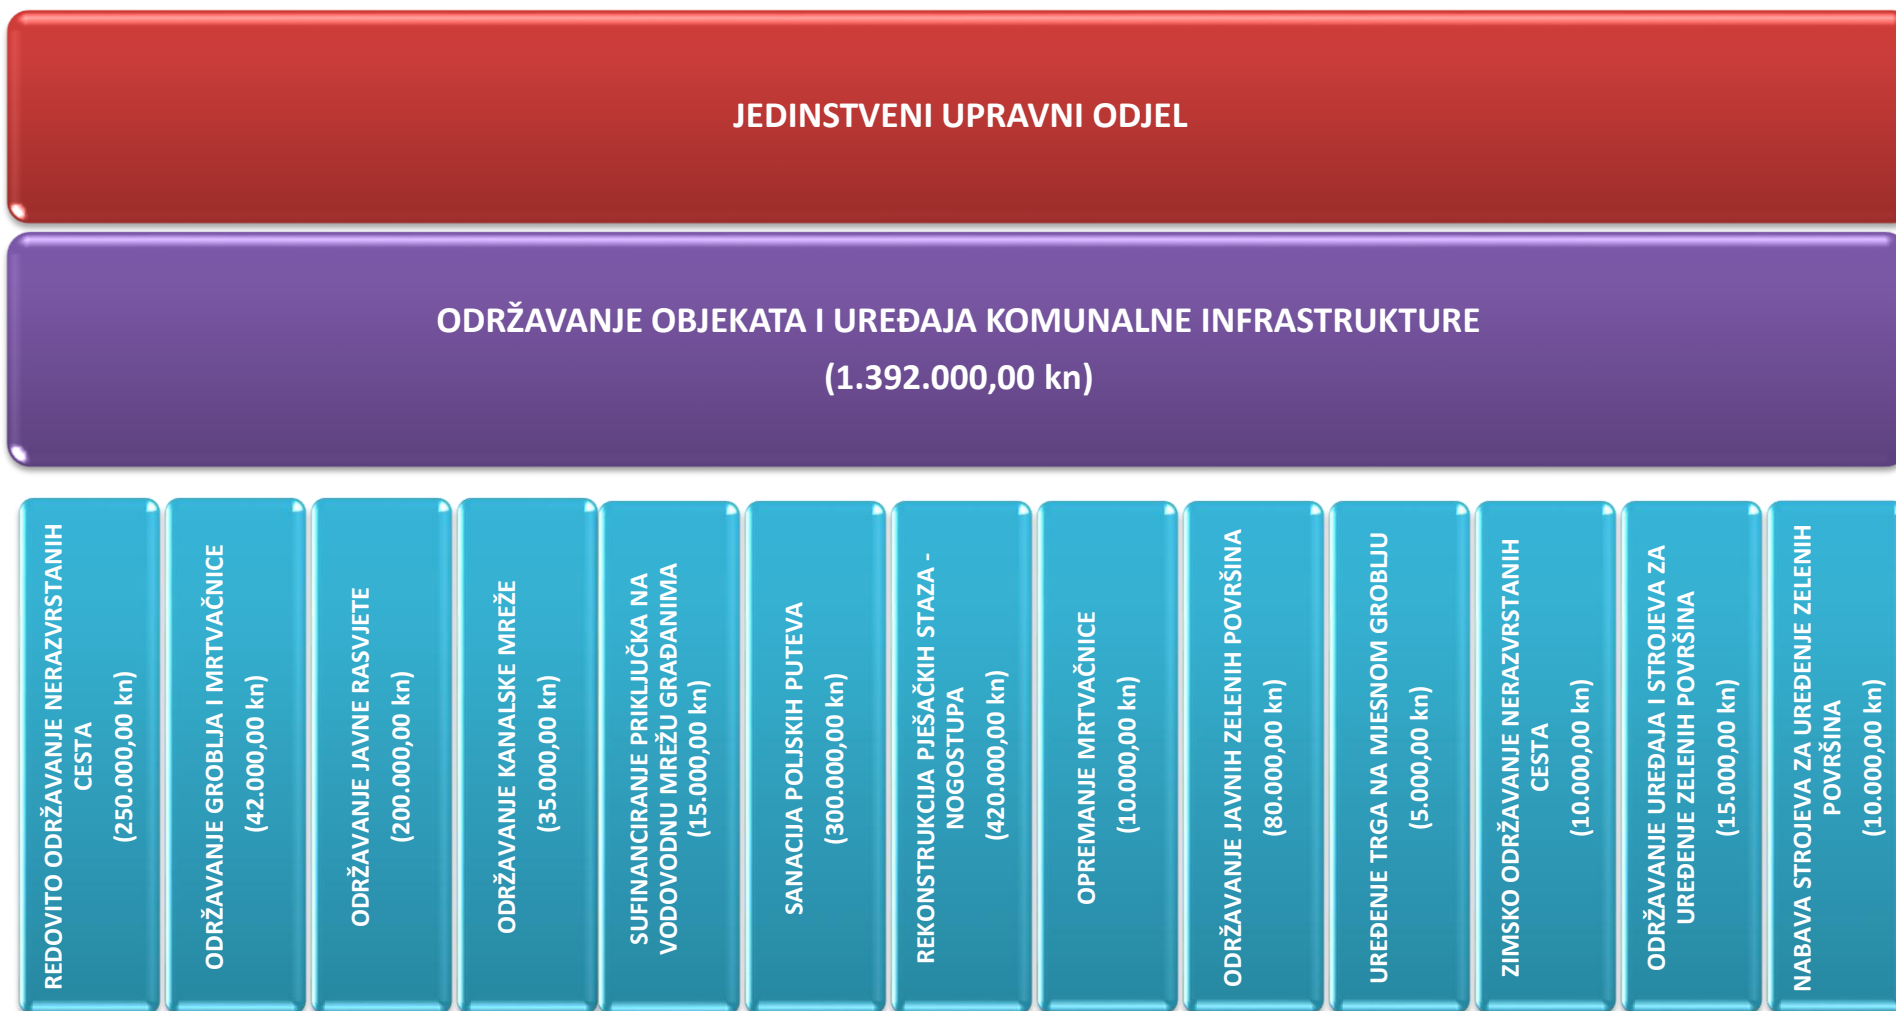 JEDINSTVENI UPRAVNI ODJEL
ODRŽAVANJE OBJEKATA I UREĐAJA KOMUNALNE INFRASTRUKTURE
(1.392.000,00 kn)
REDOVITO ODRŽAVANJE NERAZVRSTANIH
CESTA
(250.000,00 kn)
ODRŽAVANJE GROBLJA I MRTVAČNICE
(42.000,00 kn)
ODRŽAVANJE JAVNE RASVJETE
(200.000,00 kn)
ODRŽAVANJE KANALSKE MREŽE
(35.000,00 kn)
SUFINANCIRANJE PRIKLJUČKA NA
VODOVODNU MREŽU GRAĐANIMA
(15.000,00 kn)
SANACIJA POLJSKIH PUTEVA
(300.000,00 kn)
REKONSTRUKCIJA PJEŠAČKIH STAZA -
NOGOSTUPA
(420.000,00 kn)
OPREMANJE MRTVAČNICE
(10.000,00 kn)
ODRŽAVANJE JAVNIH ZELENIH POVRŠINA
(80.000,00 kn)
UREĐENJE TRGA NA MJESNOM GROBLJU
(5.000,00 kn)
ZIMSKO ODRŽAVANJE NERAZVRSTANIH
CESTA
(10.000,00 kn)
ODRŽAVANJE UREĐAJA I STROJEVA ZA
UREĐENJE ZELENIH POVRŠINA
(15.000,00 kn)
NABAVA STROJEVA ZA UREĐENJE ZELENIH
POVRŠINA
(10.000,00 kn)